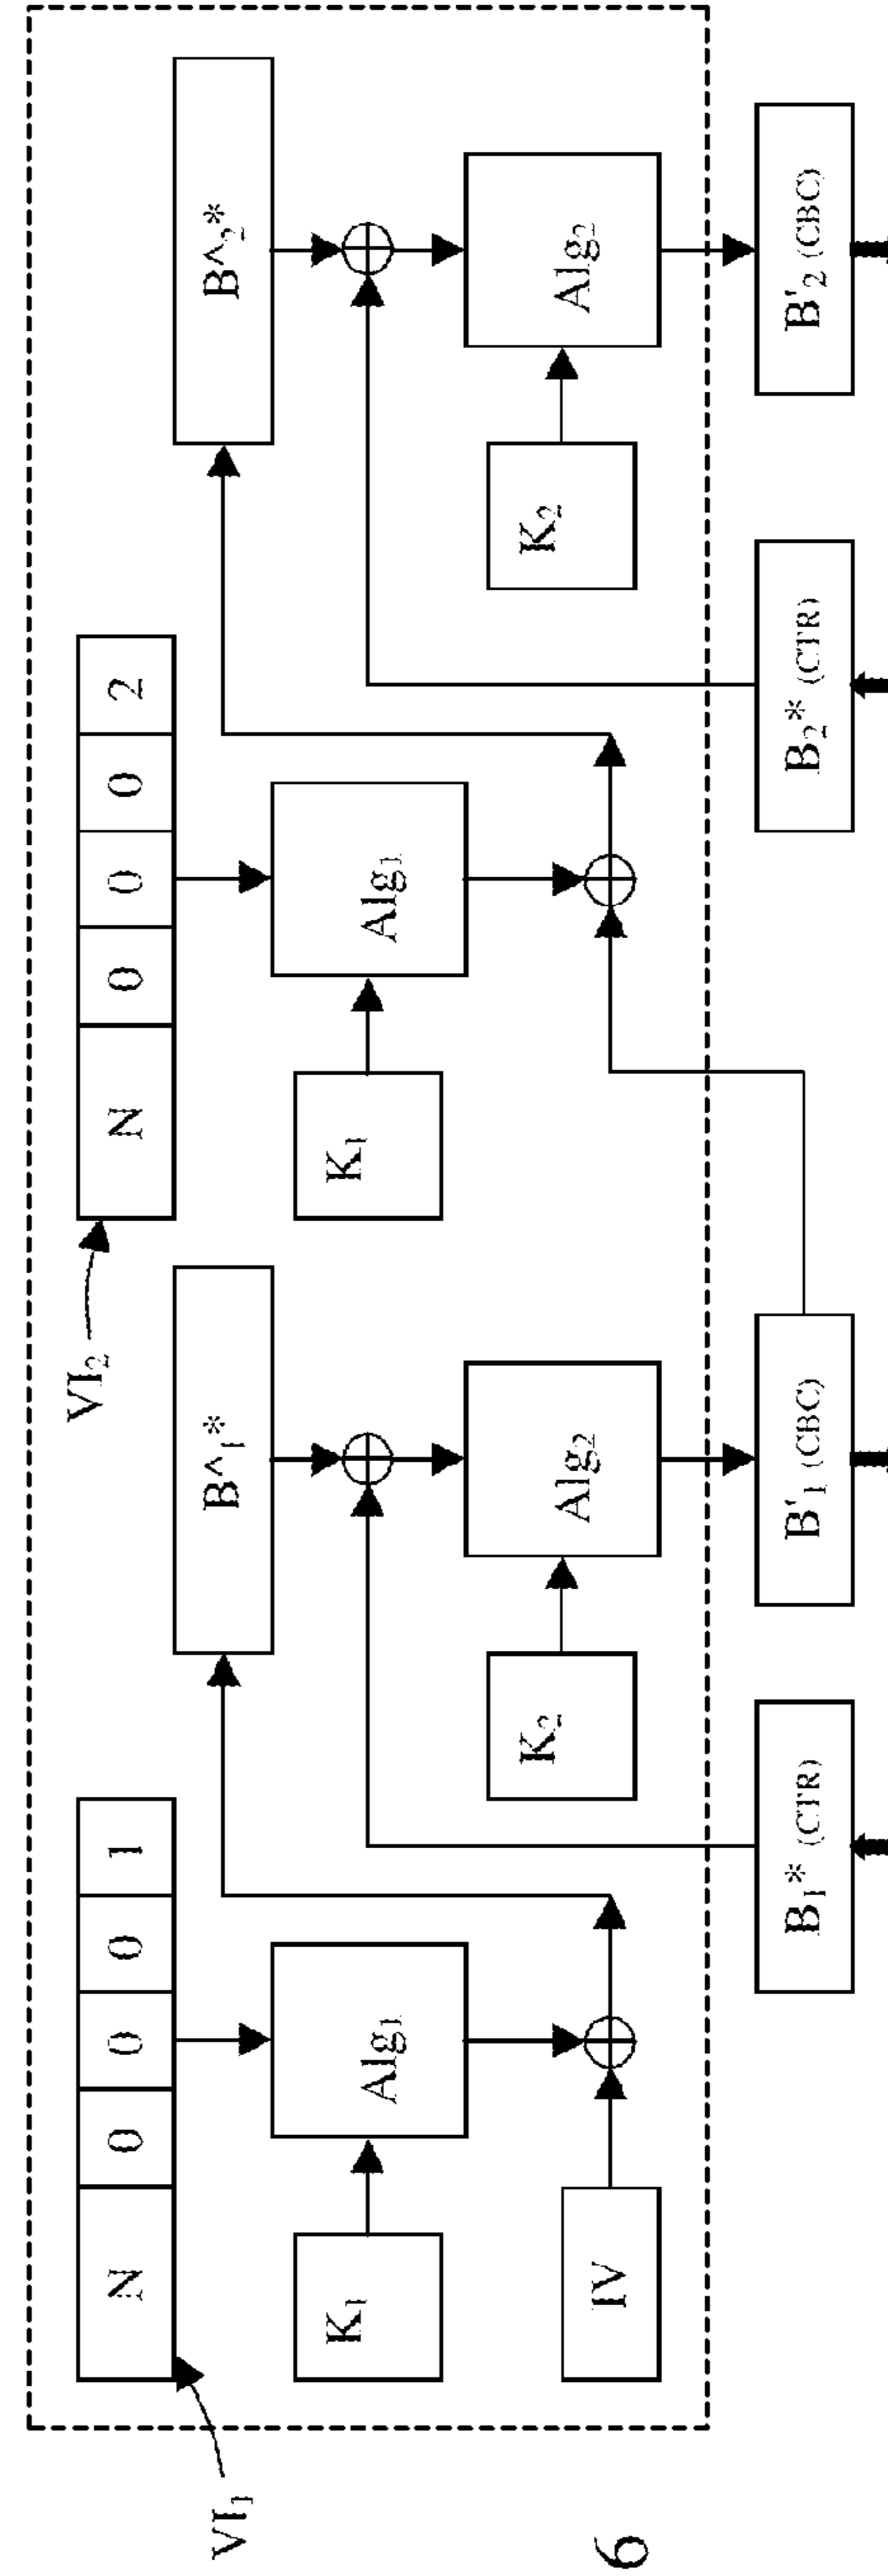 VI₁
N 0 0 0 1
VI₂
N 0 0 0 2
B^₁*
B^₂*
K₁
Alg₁
K₁
Alg₁
K₂
Alg₂
K₂
Alg₂
IV
B₁* (CTR)
B'₁ (CBC)
B₂* (CTR)
B'₂ (CBC)
6